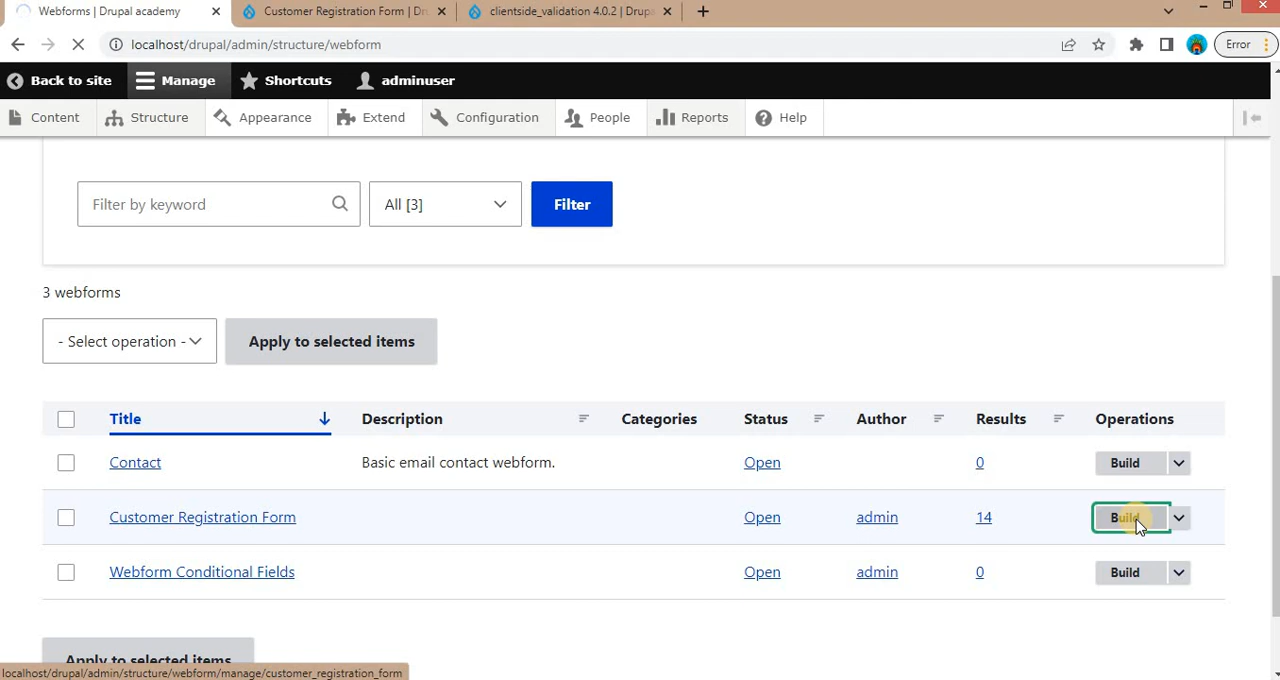 Webforms | Drupal academy
Customer Registration Form | Dru
clientside_validation 4.0.2 | Drupa
localhost/drupal/admin/structure/webform
Error
Back to site
Manage
Shortcuts
adminuser
Content
Structure
Appearance
Extend
Configuration
People
Reports
Help
Filter by keyword
All [3]
Filter
3 webforms
- Select operation -
Apply to selected items
Title Description Categories Status Author Results Operations
Contact Basic email contact webform. Open 0 Build
Customer Registration Form Open admin 14 Build
Webform Conditional Fields Open admin 0 Build
Apply to selected items
localhost/drupal/admin/structure/webform/manage/customer_registration_form